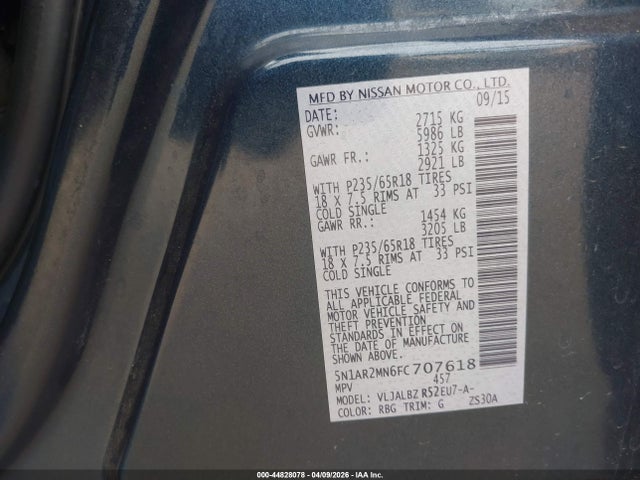 MFD BY NISSAN MOTOR CO., LTD.
DATE: 09/15
GVWR: 2715 KG
5986 LB
GAWR FR.: 1325 KG
2921 LB
WITH P235/65R18 TIRES
18 X 7.5 RIMS AT 33 PSI
COLD SINGLE
GAWR RR.: 1454 KG
3205 LB
WITH P235/65R18 TIRES
18 X 7.5 RIMS AT 33 PSI
COLD SINGLE
THIS VEHICLE CONFORMS TO
ALL APPLICABLE FEDERAL
MOTOR VEHICLE SAFETY AND
THEFT PREVENTION
STANDARDS IN EFFECT ON
THE DATE OF MANUFACTURE
SHOWN ABOVE.
5N1AR2MN6FC707618
MPV 457
MODEL: VLJALBZ R52EU7-A-
COLOR: RBG TRIM: G ZS30A
000-44828078 - 04/09/2026 - IAA Inc.